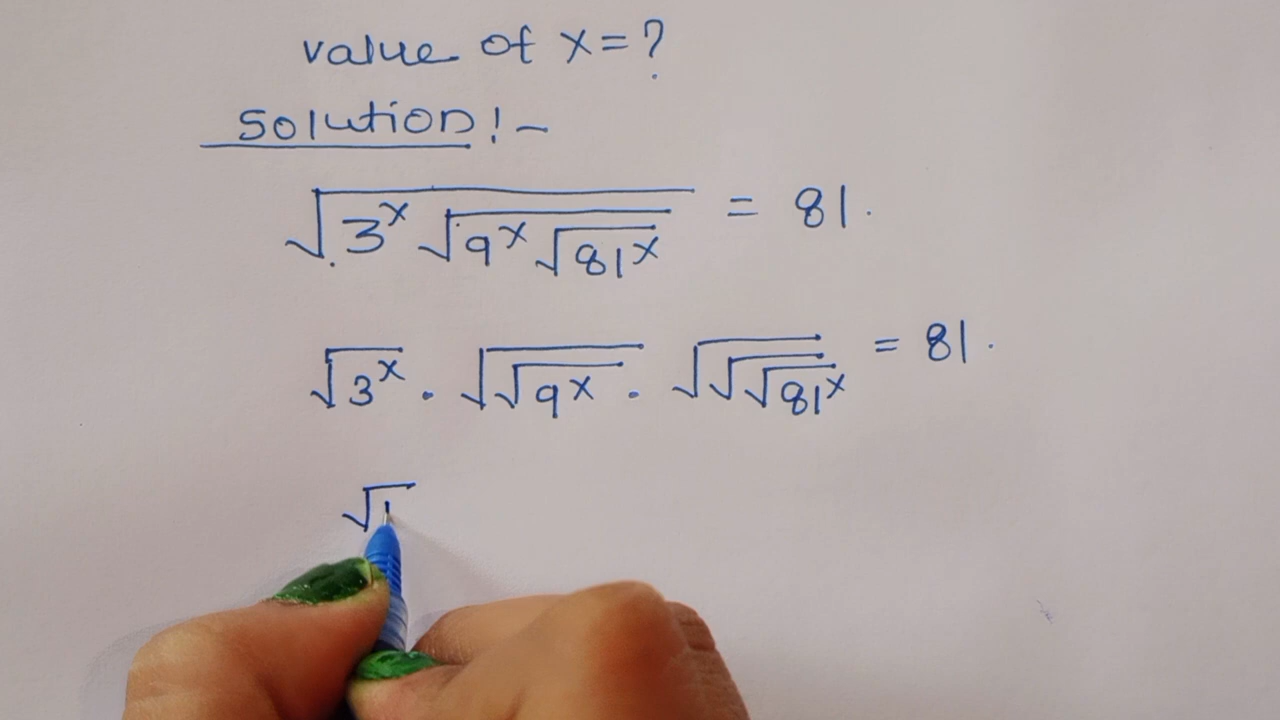 value of x = ?
Solution! -
√(3^x √(9^x √(81^x))) = 81.
√(3^x) . √(√(9^x)) . √(√(√(81^x))) = 81.
√